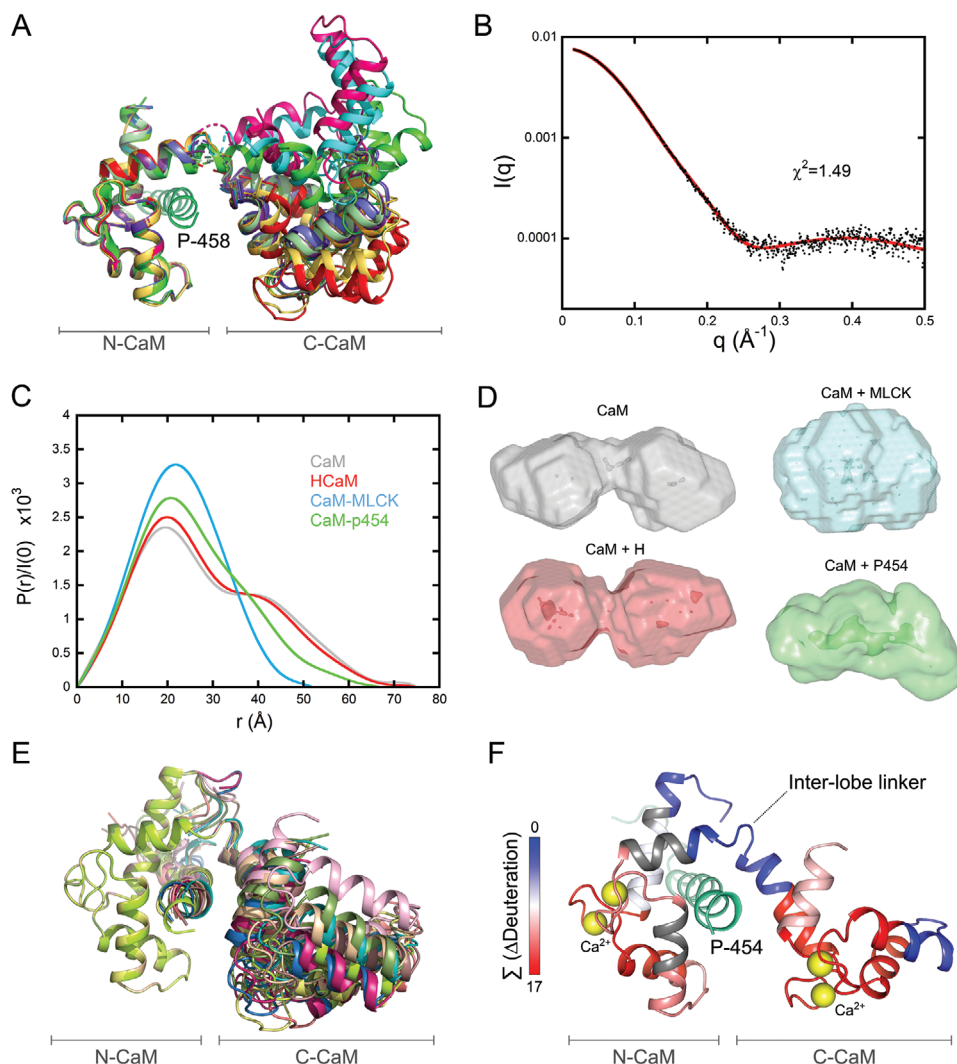 A
P-458
N-CaM
C-CaM
B
0.01
0.001
0.0001
I(q)
χ²=1.49
0
0.1
0.2
0.3
0.4
0.5
q (Å⁻¹)
C
4
3.5
3
2.5
2
1.5
1
0.5
0
P(r)/I(0) x10³
CaM
HCaM
CaM-MLCK
CaM-p454
0
10
20
30
40
50
60
70
80
r (Å)
D
CaM
CaM + MLCK
CaM + H
CaM + P454
E
N-CaM
C-CaM
F
Inter-lobe linker
0
Σ (ΔDeuteration)
17
Ca²⁺
P-454
Ca²⁺
N-CaM
C-CaM